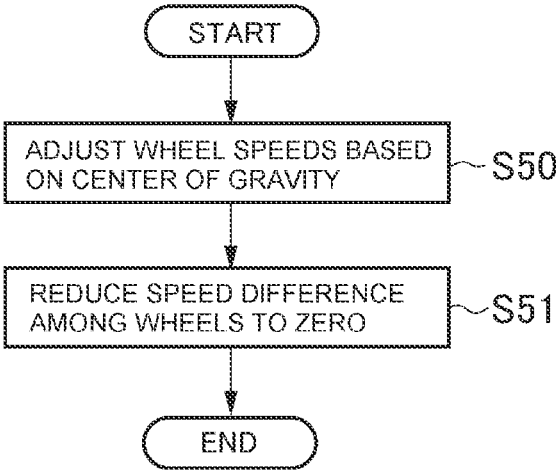 START
ADJUST WHEEL SPEEDS BASED
ON CENTER OF GRAVITY
S50
REDUCE SPEED DIFFERENCE
AMONG WHEELS TO ZERO
S51
END